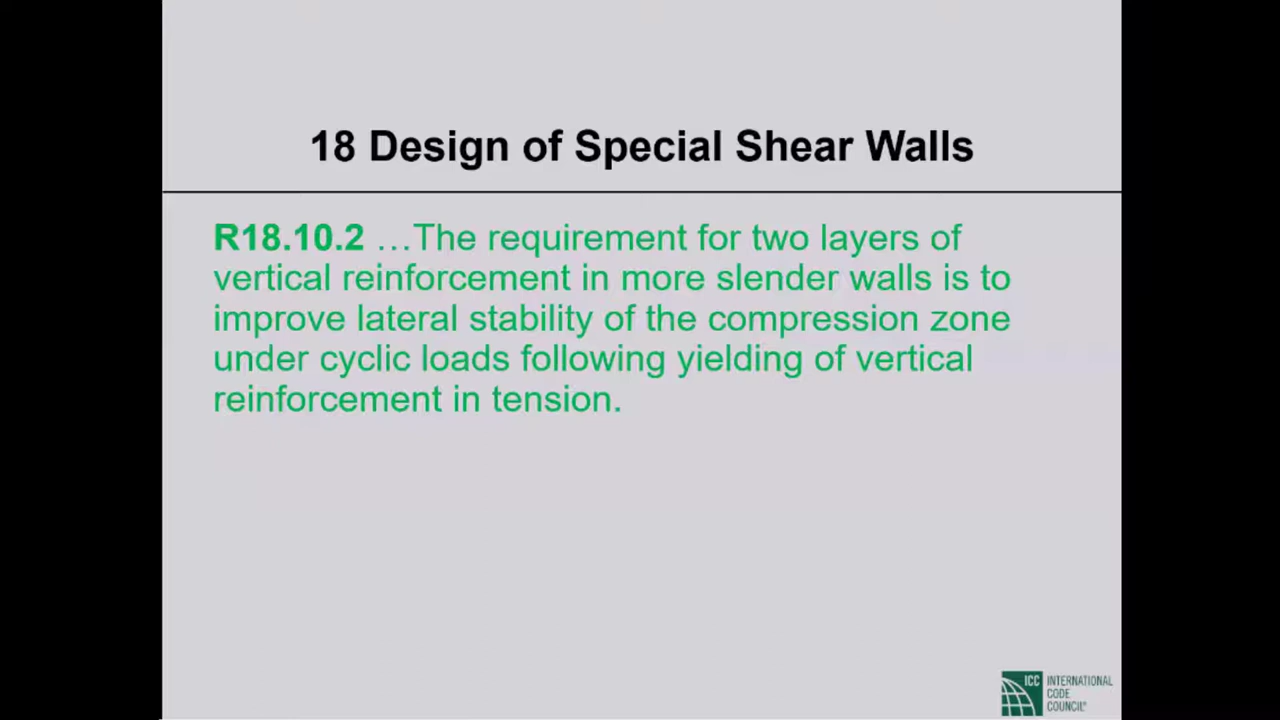 18 Design of Special Shear Walls
R18.10.2 …The requirement for two layers of
vertical reinforcement in more slender walls is to
improve lateral stability of the compression zone
under cyclic loads following yielding of vertical
reinforcement in tension.
ICC
INTERNATIONAL
CODE
COUNCIL®